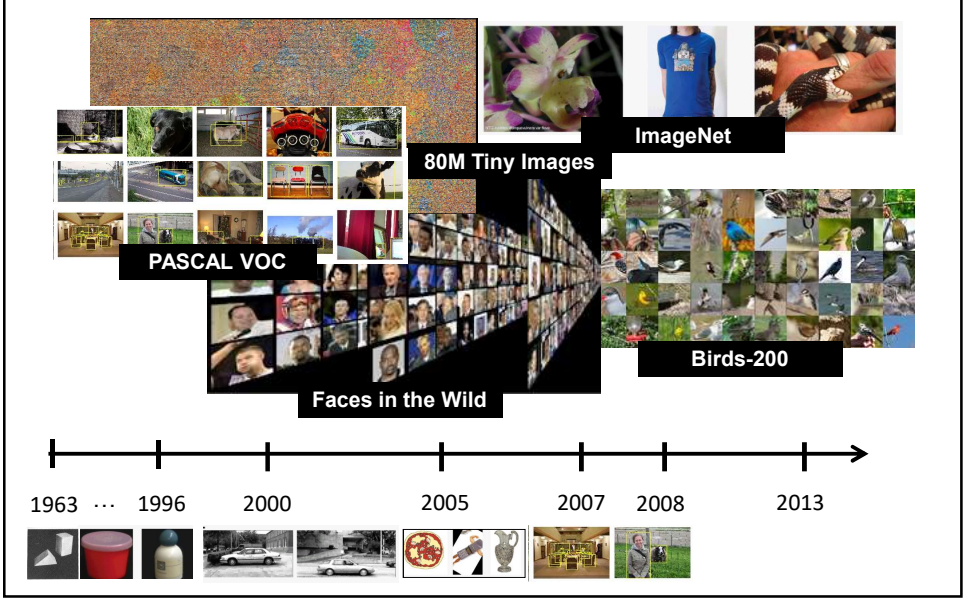 ImageNet
80M Tiny Images
PASCAL VOC
Birds-200
Faces in the Wild
1963 ... 1996 2000 2005 2007 2008 2013